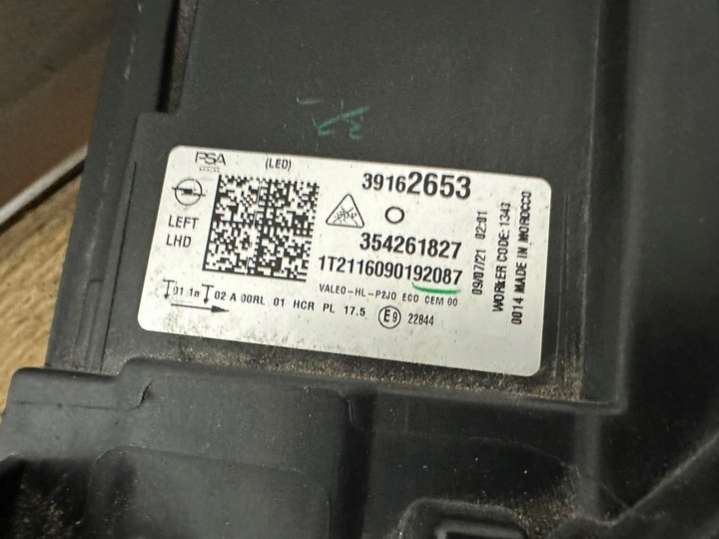 PSA (LED) 39162653
LEFT
LHD
354261827
1T2116090192087
VALEO-HL-P2JO ECO CEM 00
01 1a 02 A 00RL 01 HCR PL 17.5 E9 22844
09/07/21 02:01
WORKER CODE: 1343
0014 MADE IN MOROCCO